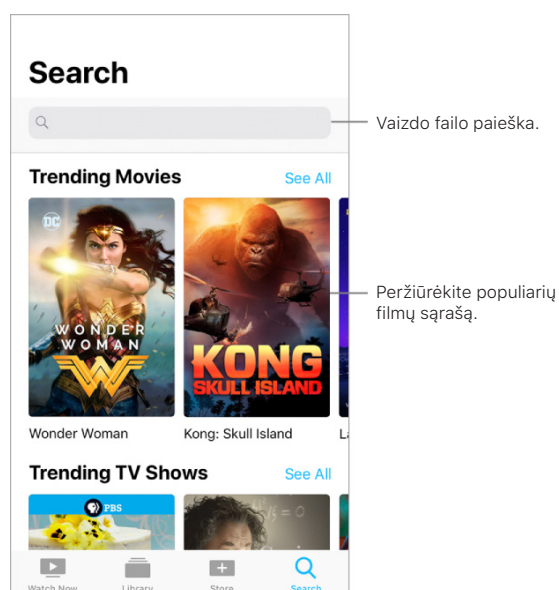 Search
Vaizdo failo paieška.
Trending Movies
See All
DC
WONDER
WOMAN
KONG
SKULL ISLAND
Peržiūrėkite populiarių
filmų sąrašą.
Wonder Woman
Kong: Skull Island
Trending TV Shows
See All
PBS
Watch Now
Library
Store
Search